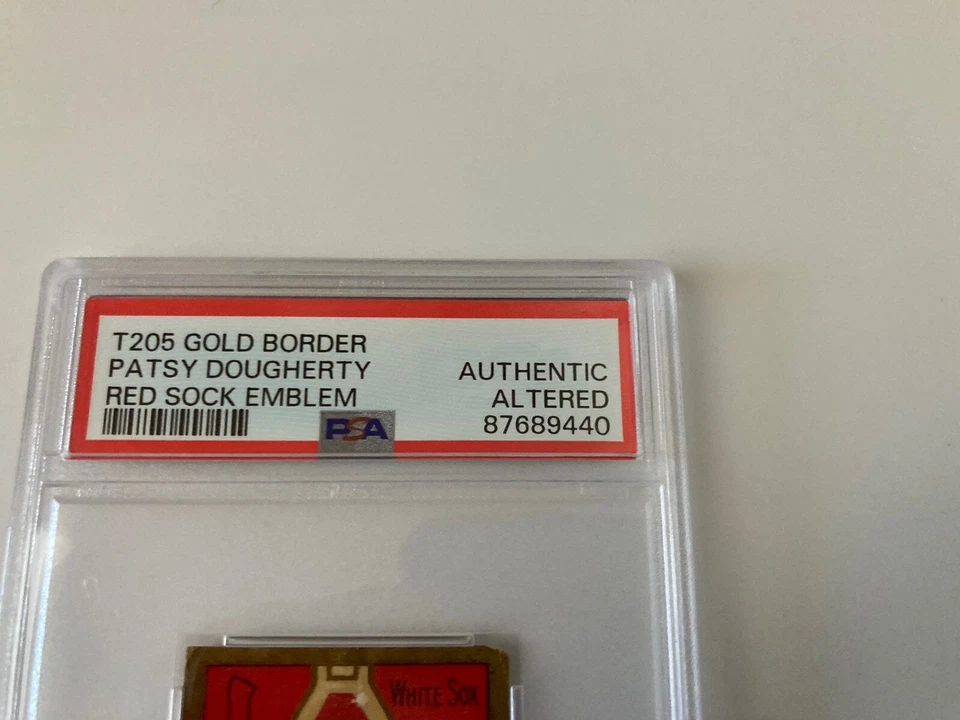 T205 GOLD BORDER
PATSY DOUGHERTY
RED SOCK EMBLEM
AUTHENTIC
ALTERED
87689440
PSA
WHITE SOX